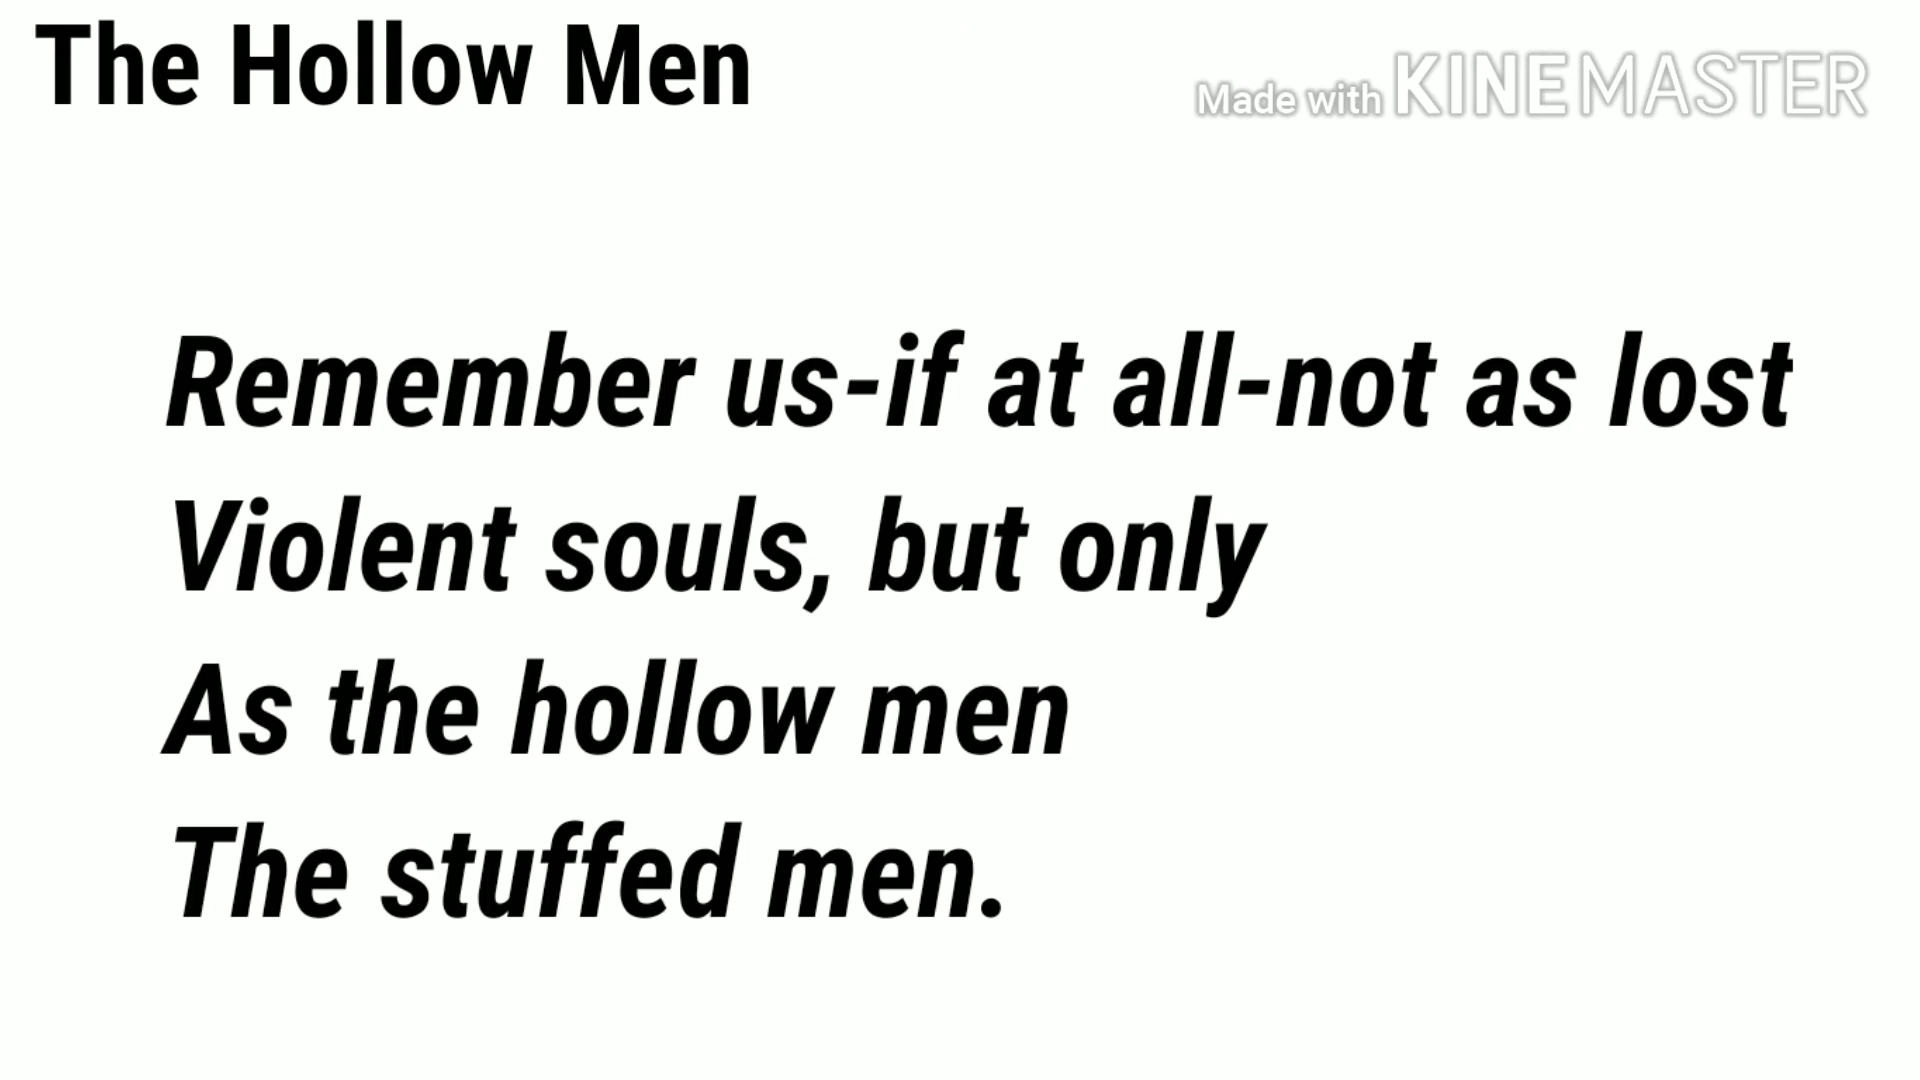 The Hollow Men
Made with KINEMASTER
Remember us-if at all-not as lost
Violent souls, but only
As the hollow men
The stuffed men.